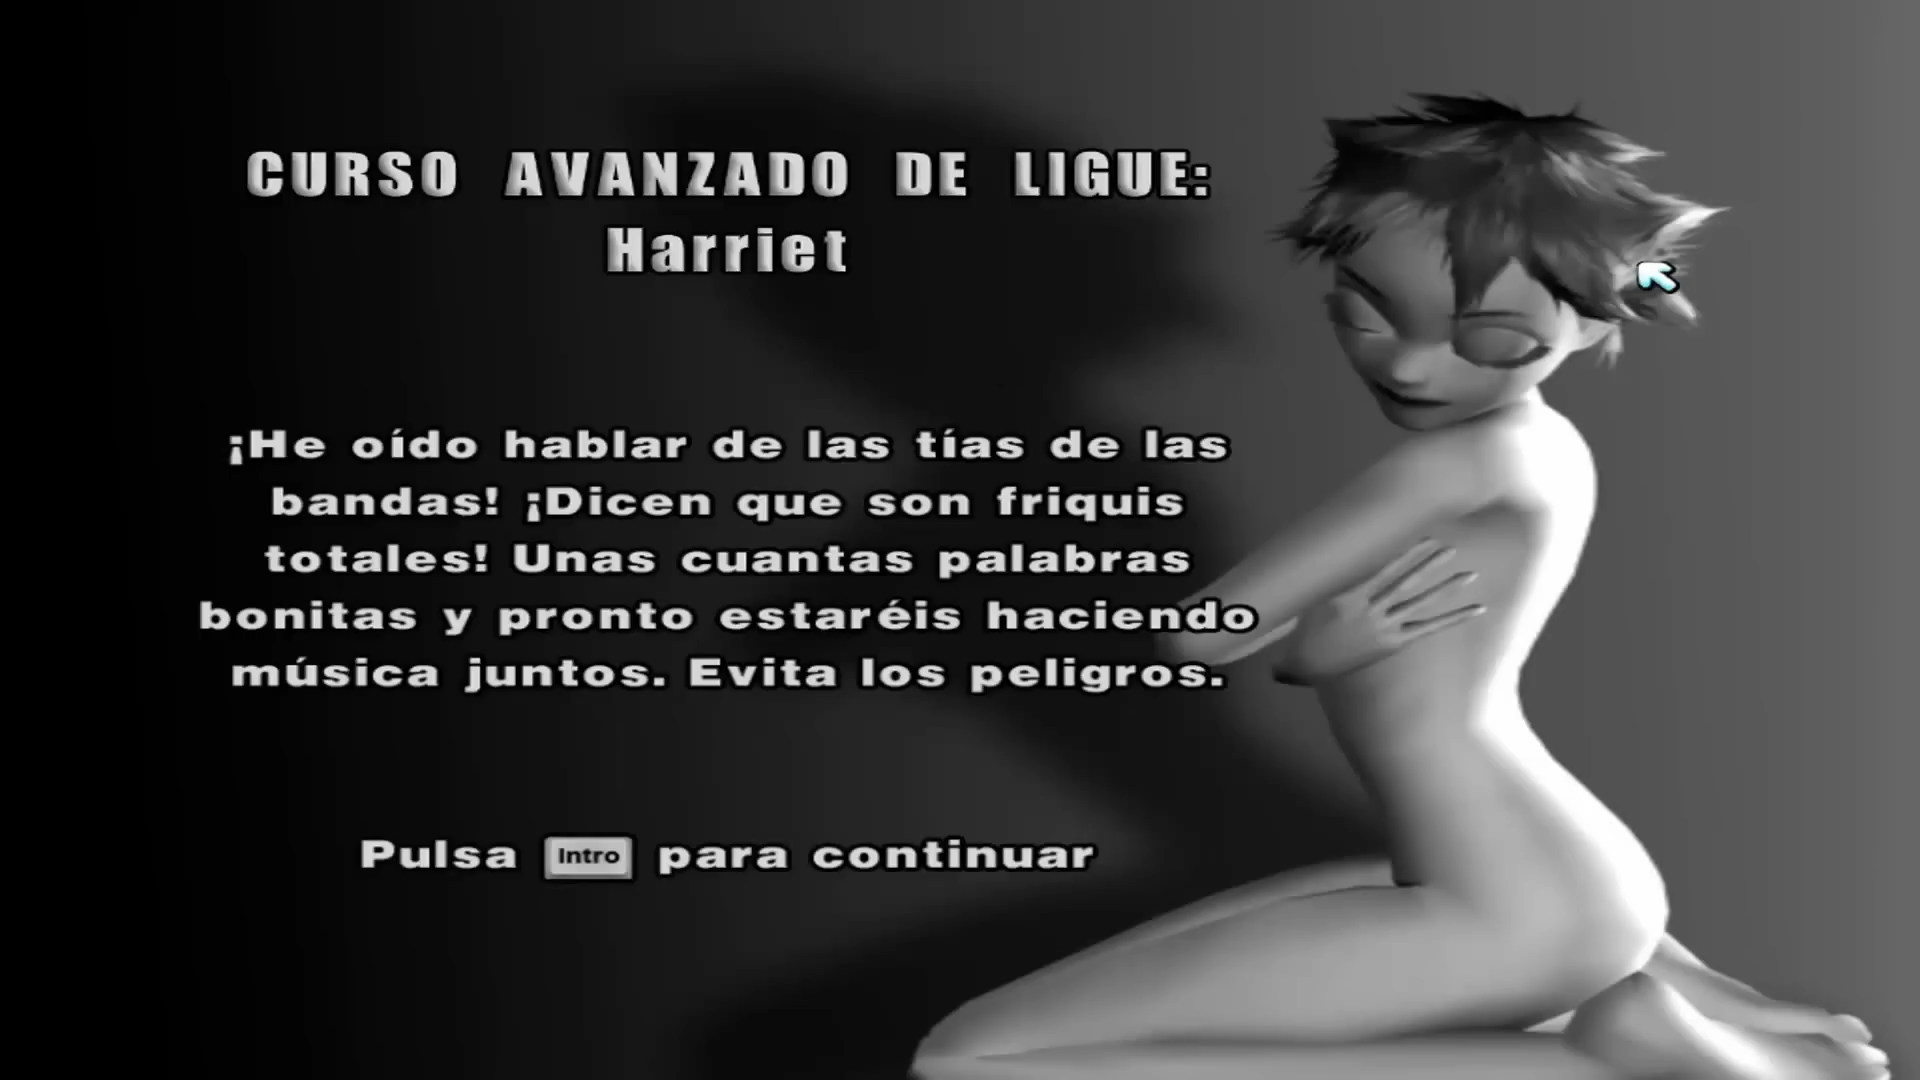 CURSO AVANZADO DE LIGUE:
Harriet
¡He oído hablar de las tías de las
bandas! ¡Dicen que son friquis
totales! Unas cuantas palabras
bonitas y pronto estaréis haciendo
música juntos. Evita los peligros.
Pulsa Intro para continuar